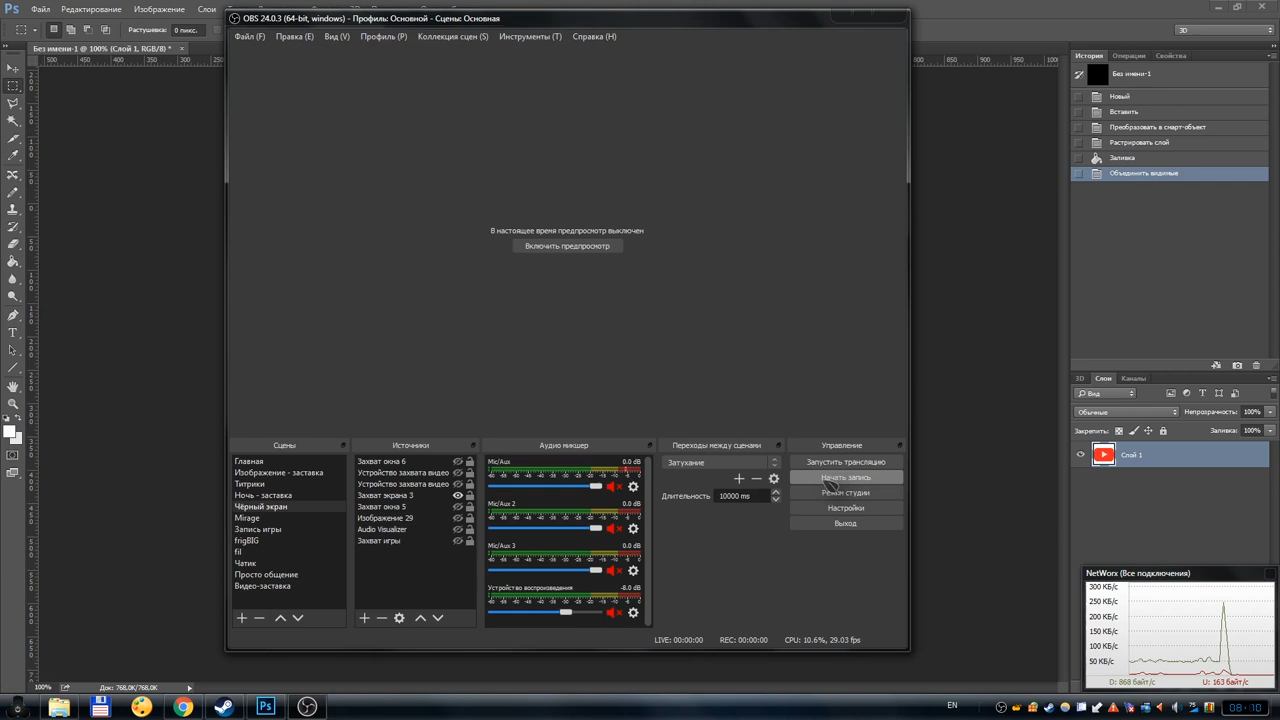 Ps Файл Редактирование Изображение Слои
OBS 24.0.3 (64-bit, windows) - Профиль: Основной - Сцены: Основная
Растушевка: 0 пикс.
3D
Файл (F) Правка (E) Вид (V) Профиль (P) Коллекция сцен (S) Инструменты (T) Справка (H)
Без имени-1 @ 100% (Слой 1, RGB/8) *
История Операции Свойства
Без имени-1
Новый
Вставить
Преобразовать в смарт-объект
Растрировать слой
Заливка
Объединить видимые
В настоящее время предпросмотр выключен
Включить предпросмотр
3D Слои Каналы
Вид
Обычные Непрозрачность: 100%
Закрепить: Заливка: 100%
Слой 1
Сцены
Главная
Изображение - заставка
Титрики
Ночь - заставка
Чёрный экран
Mirage
Запись игры
frigBIG
fil
Чатик
Просто общение
Видео-заставка
Источники
Захват окна 6
Устройство захвата видео
Устройство захвата видео
Захват экрана 3
Захват окна 5
Изображение 29
Audio Visualizer
Захват игры
Аудио микшер
Mic/Aux 0.0 dB
Mic/Aux 2 0.0 dB
Mic/Aux 3 0.0 dB
Устройство воспроизведения -8.0 dB
Переходы между сценами
Затухание
Длительность 10000 ms
Управление
Запустить трансляцию
Начать запись
Режим студии
Настройки
Выход
LIVE: 00:00:00 REC: 00:00:00 CPU: 10.6%, 29.03 fps
NetWorx (Все подключения)
300 КБ/с
250 КБ/с
200 КБ/с
150 КБ/с
100 КБ/с
50 КБ/с
D: 868 байт/с U: 163 байт/с
100% Док: 768,0K/768,0K
EN 08:10